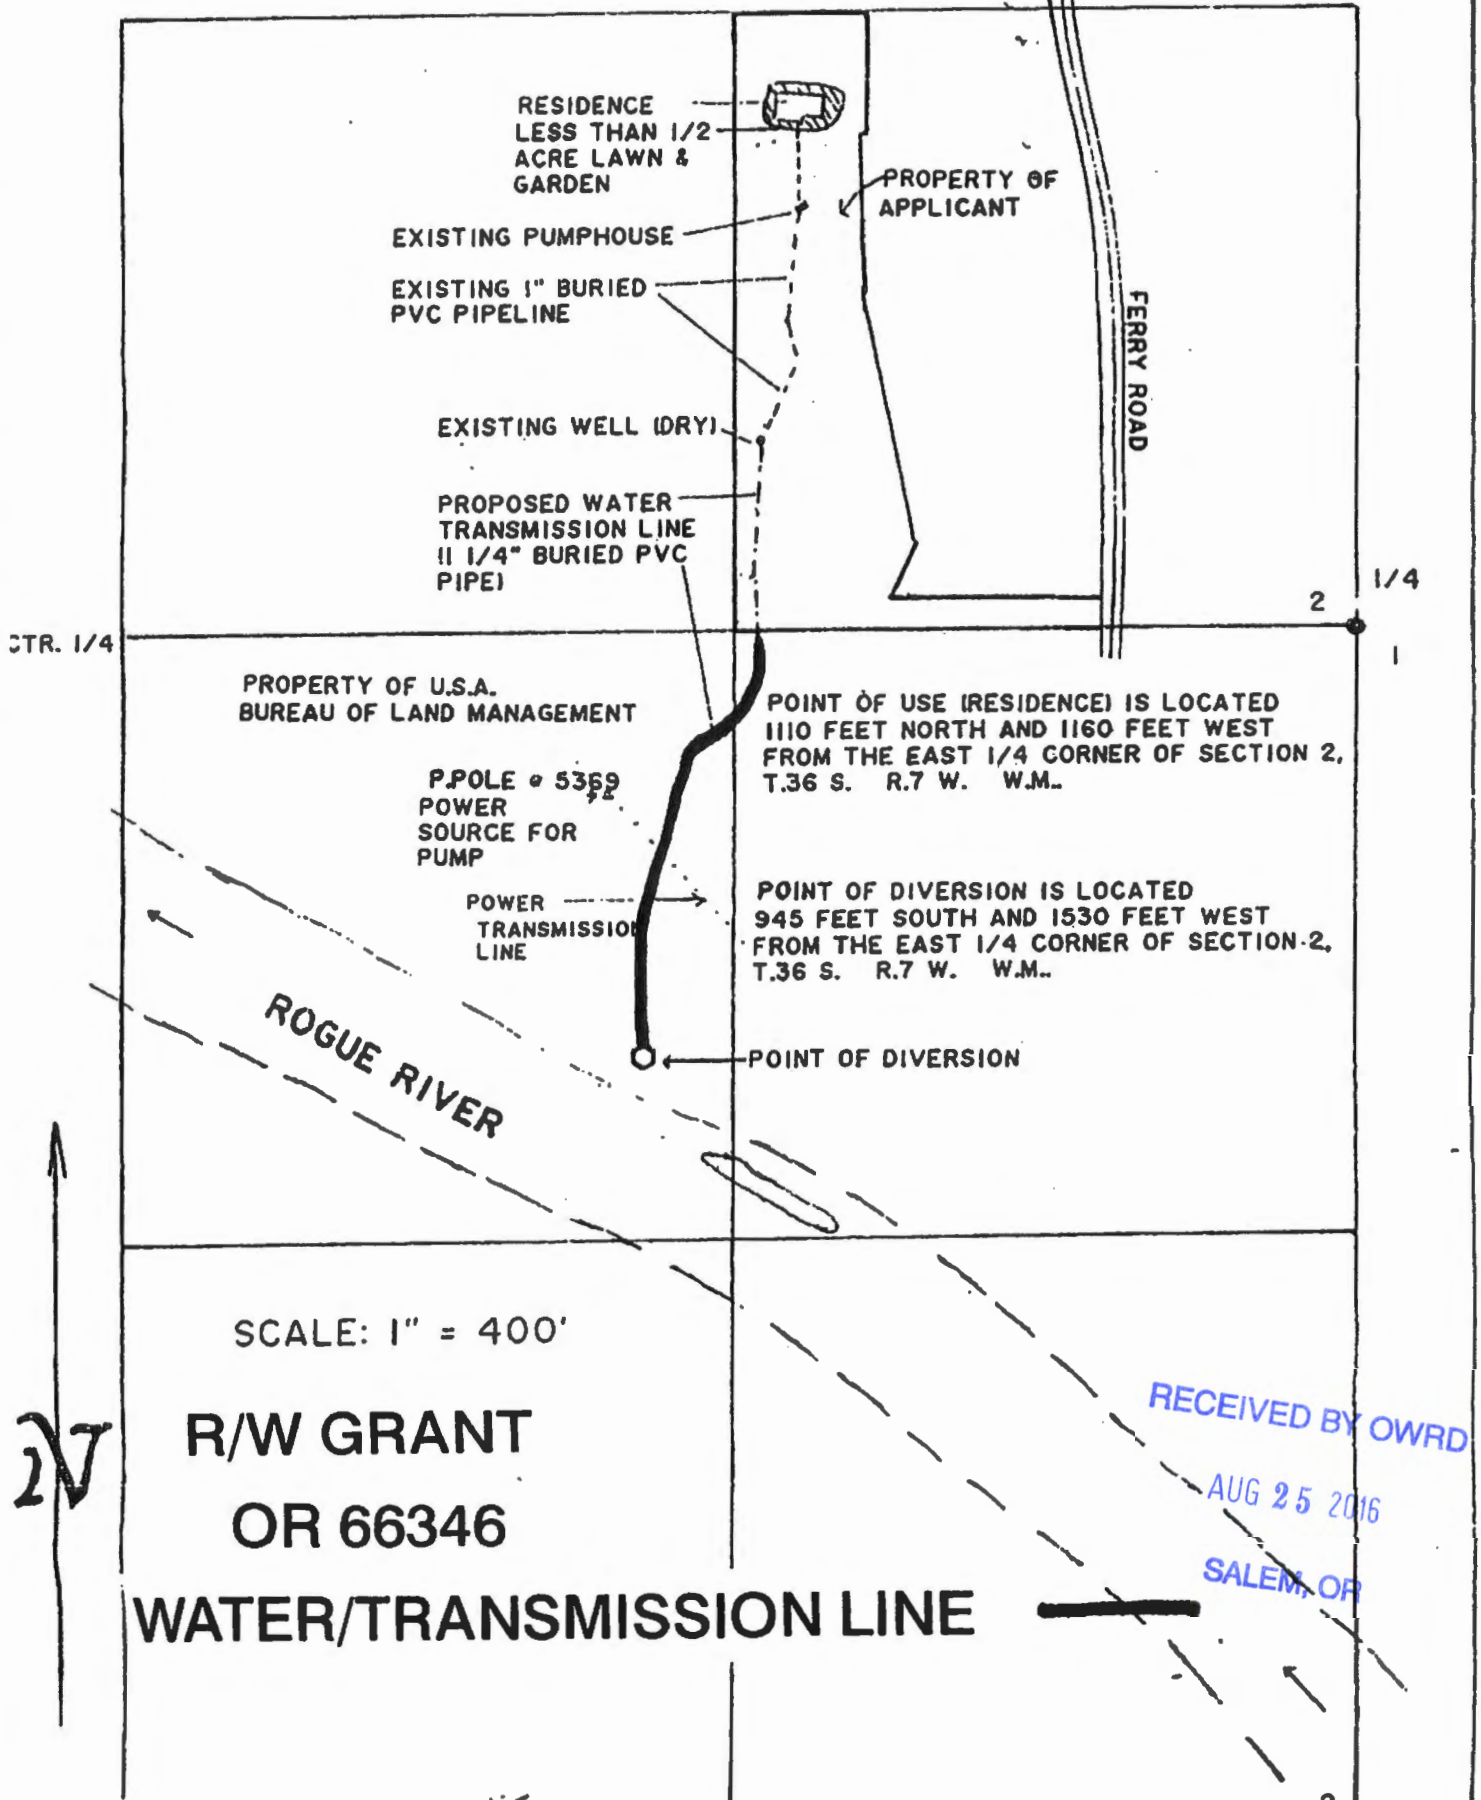 RESIDENCE
LESS THAN 1/2
ACRE LAWN &
GARDEN
PROPERTY OF
APPLICANT
EXISTING PUMPHOUSE
EXISTING 1" BURIED
PVC PIPELINE
FERRY ROAD
EXISTING WELL (DRY)
PROPOSED WATER
TRANSMISSION LINE
(1 1/4" BURIED PVC
PIPE)
1/4
2
CTR. 1/4
1
PROPERTY OF U.S.A.
BUREAU OF LAND MANAGEMENT
POINT OF USE (RESIDENCE) IS LOCATED
1110 FEET NORTH AND 1160 FEET WEST
FROM THE EAST 1/4 CORNER OF SECTION 2,
T.36 S. R.7 W. W.M..
P.POLE # 5369
POWER
SOURCE FOR
PUMP
POWER
TRANSMISSION
LINE
POINT OF DIVERSION IS LOCATED
945 FEET SOUTH AND 1530 FEET WEST
FROM THE EAST 1/4 CORNER OF SECTION 2,
T.36 S. R.7 W. W.M..
ROGUE RIVER
POINT OF DIVERSION
SCALE: 1" = 400'
N
R/W GRANT
OR 66346
WATER/TRANSMISSION LINE
RECEIVED BY OWRD
AUG 25 2016
SALEM, OR